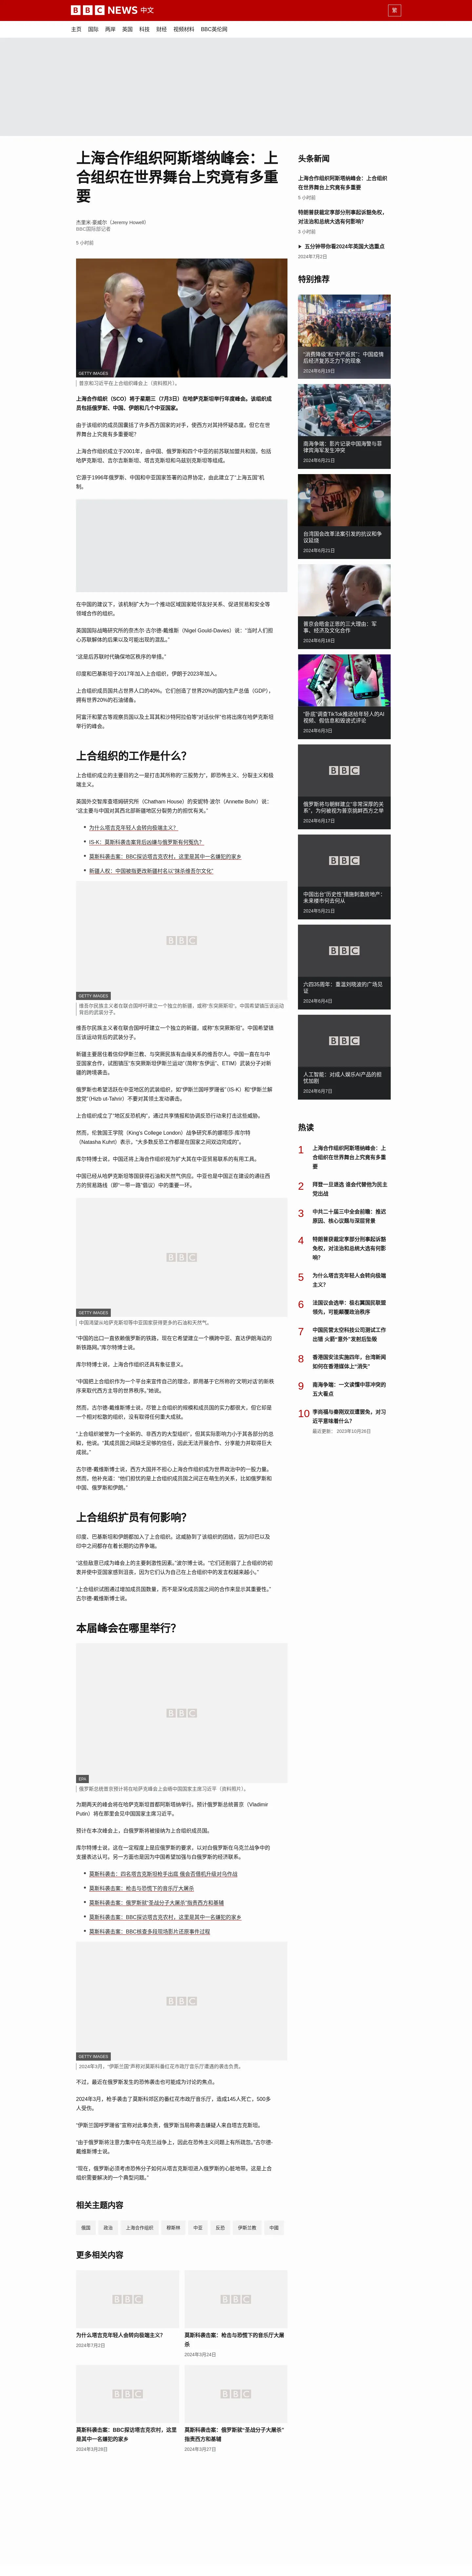 BBC NEWS 中文
繁
主页 国际 两岸 英国 科技 财经 视频材料 BBC英伦网
上海合作组织阿斯塔纳峰会：上
合组织在世界舞台上究竟有多重
要
杰里米·豪威尔（Jeremy Howell）
BBC国际部记者
5 小时前
GETTY IMAGES
普京和习近平在上合组织峰会上（资料照片）。
上海合作组织（SCO）将于星期三（7月3日）在哈萨克斯坦举行年度峰会。该组织成
员包括俄罗斯、中国、伊朗和几个中亚国家。
由于该组织的成员国囊括了许多西方国家的对手，使西方对其持怀疑态度。但它在世
界舞台上究竟有多重要呢？
上海合作组织成立于2001年，由中国、俄罗斯和四个中亚的前苏联加盟共和国，包括
哈萨克斯坦、吉尔吉斯斯坦、塔吉克斯坦和乌兹别克斯坦等组成。
它源于1996年俄罗斯、中国和中亚国家签署的边界协定，由此建立了“上海五国”机
制。
在中国的建议下，该机制扩大为一个推动区域国家睦邻友好关系、促进贸易和安全等
领域合作的组织。
英国国际战略研究所的奈杰尔·古尔德-戴维斯（Nigel Gould-Davies）说：“当时人们担
心苏联解体的后果以及可能出现的混乱。”
“这是后苏联时代确保地区秩序的举措。”
印度和巴基斯坦于2017年加入上合组织，伊朗于2023年加入。
上合组织成员国共占世界人口的40%。它们创造了世界20%的国内生产总值（GDP），
拥有世界20%的石油储备。
阿富汗和蒙古等观察员国以及土耳其和沙特阿拉伯等“对话伙伴”也将出席在哈萨克斯坦
举行的峰会。
上合组织的工作是什么？
上合组织成立的主要目的之一是打击其所称的“三股势力”，即恐怖主义、分裂主义和极
端主义。
英国外交智库查塔姆研究所（Chatham House）的安妮特·波尔（Annette Bohr）说：
“这主要与中国对其西北部新疆地区分裂势力的担忧有关。”
为什么塔吉克年轻人会转向极端主义？
IS-K：莫斯科袭击案背后凶嫌与俄罗斯有何冤仇？
莫斯科袭击案：BBC探访塔吉克农村，这里是其中一名嫌犯的家乡
新疆人权：中国被指更改新疆村名以“抹杀维吾尔文化”
BBC
GETTY IMAGES
维吾尔民族主义者在联合国呼吁建立一个独立的新疆，或称“东突厥斯坦”。中国希望镇压该运动
背后的武装分子。
维吾尔民族主义者在联合国呼吁建立一个独立的新疆，或称“东突厥斯坦”。中国希望镇
压该运动背后的武装分子。
新疆主要居住着信仰伊斯兰教、与突厥民族有血缘关系的维吾尔人。中国一直在与中
亚国家合作，试图镇压“东突厥斯坦伊斯兰运动”（简称“东伊运”，ETIM）武装分子对新
疆的跨境袭击。
俄罗斯也希望清活跃在中亚地区的武装组织，如“伊斯兰国呼罗珊省”（IS-K）和“伊斯兰解
放党”（Hizb ut-Tahrir）不要对其领土发动袭击。
上合组织成立了“地区反恐机构”，通过共享情报和协调反恐行动来打击这些威胁。
然而，伦敦国王学院（King's College London）战争研究系的娜塔莎·库尔特
（Natasha Kuhrt）表示，“大多数反恐工作都是在国家之间双边完成的”。
库尔特博士说，中国还将上海合作组织视为扩大其在中亚贸易联系的有用工具。
中国已经从哈萨克斯坦等国获得石油和天然气供应。中亚也是中国正在建设的通往西
方的贸易路线（即“一带一路”倡议）中的重要一环。
BBC
GETTY IMAGES
中国渴望从哈萨克斯坦等中亚国家获得更多的石油和天然气。
“中国的出口一直依赖俄罗斯的铁路，现在它希望建立一个横跨中亚、直达伊朗海边的
新铁路网。”库尔特博士说。
库尔特博士说，上海合作组织还具有象征意义。
“中国把上合组织作为一个平台来宣传自己的理念，即用基于它所称的‘文明对话’的新秩
序来取代西方主导的世界秩序。”她说。
然而，古尔德-戴维斯博士说，尽管上合组织的规模和成员国的实力都很大，但它却是
一个相对松散的组织，没有取得任何重大成就。
“上合组织被誉为一个全新的、非西方的大型组织”，但其实际影响力小于其各部分的总
和，他说。“其成员国之间缺乏足够的信任，因此无法开展合作、分享能力并取得巨大
成就。”
古尔德-戴维斯博士说，西方大国并不担心上海合作组织成为世界政治中的一股力量。
然而，他补充道：“他们担忧的是上合组织成员国之间正在萌生的关系，比如俄罗斯和
中国、俄罗斯和伊朗。”
上合组织扩员有何影响？
印度、巴基斯坦和伊朗都加入了上合组织。这威胁到了该组织的团结，因为印巴以及
印中之间都存在着长期的边界争端。
“这些敌意已成为峰会上的主要刺激性因素。”波尔博士说。“它们还削弱了上合组织的初
衷并使中亚国家感到沮丧，因为它们认为自己在上合组织中的发言权越来越小。”
“上合组织试图通过增加成员国数量，而不是深化成员国之间的合作来显示其重要性。”
古尔德-戴维斯博士说。
本届峰会在哪里举行？
BBC
EPA
俄罗斯总统普京预计将在哈萨克峰会上会晤中国国家主席习近平（资料照片）。
为期两天的峰会将在哈萨克斯坦首都阿斯塔纳举行。预计俄罗斯总统普京（Vladimir
Putin）将在那里会见中国国家主席习近平。
预计在本次峰会上，白俄罗斯将被接纳为上合组织成员国。
库尔特博士说，这在一定程度上是应俄罗斯的要求，以对白俄罗斯在乌克兰战争中的
支援表达认可。另一方面也是因为中国希望加强与白俄罗斯的经济联系。
莫斯科袭击：四名塔吉克斯坦枪手出庭 俄会否借机升级对乌作战
莫斯科袭击案：枪击与恐慌下的音乐厅大屠杀
莫斯科袭击案：俄罗斯就“圣战分子大屠杀”指责西方和基辅
莫斯科袭击案：BBC探访塔吉克农村，这里是其中一名嫌犯的家乡
莫斯科袭击案：BBC核查多段现场影片还原事件过程
BBC
GETTY IMAGES
2024年3月，“伊斯兰国”声称对莫斯科番红花市政厅音乐厅遭遇的袭击负责。
不过，最近在俄罗斯发生的恐怖袭击也可能成为讨论的焦点。
2024年3月，枪手袭击了莫斯科郊区的番红花市政厅音乐厅，造成145人死亡，500多
人受伤。
“伊斯兰国呼罗珊省”宣称对此事负责。俄罗斯当局称袭击嫌疑人来自塔吉克斯坦。
“由于俄罗斯将注意力集中在乌克兰战争上，因此在恐怖主义问题上有所疏忽。”古尔德-
戴维斯博士说。
“现在，俄罗斯必须考虑恐怖分子如何从塔吉克斯坦进入俄罗斯的心脏地带。这是上合
组织需要解决的一个典型问题。”
相关主题内容
俄国 政治 上海合作组织 穆斯林 中亚 反恐 伊斯兰教 中国
更多相关内容
BBC BBC
为什么塔吉克年轻人会转向极端主义？
2024年7月2日
莫斯科袭击案：枪击与恐慌下的音乐厅大屠
杀
2024年3月24日
BBC BBC
莫斯科袭击案：BBC探访塔吉克农村，这里
是其中一名嫌犯的家乡
2024年3月28日
莫斯科袭击案：俄罗斯就“圣战分子大屠杀”
指责西方和基辅
2024年3月27日
头条新闻
上海合作组织阿斯塔纳峰会：上合组织
在世界舞台上究竟有多重要
5 小时前
特朗普获裁定享部分刑事起诉豁免权，
对法治和总统大选有何影响？
3 小时前
五分钟带你看2024年英国大选重点
2024年7月2日
特别推荐
“消费降级”和“中产返贫”：中国疫情
后经济复苏乏力下的现象
2024年6月19日
南海争端：影片记录中国海警与菲
律宾海军发生冲突
2024年6月21日
台湾国会改革法案引发的抗议和争
议延烧
2024年6月21日
普京会晤金正恩的三大理由：军
事、经济及文化合作
2024年6月18日
“卧底”调查TikTok推送给年轻人的AI
视频、假信息和毁谤式评论
2024年6月3日
BBC
俄罗斯将与朝鲜建立“非常深厚的关
系”，为何被视为普京挑衅西方之举
2024年6月17日
BBC
中国出台“历史性”措施刺激房地产：
未来楼市何去何从
2024年5月21日
BBC
六四35周年：重温刘晓波的广场见
证
2024年6月4日
BBC
人工智能：对成人娱乐AI产品的担
忧加剧
2024年6月7日
热读
1 上海合作组织阿斯塔纳峰会：上
合组织在世界舞台上究竟有多重
要
2 拜登一旦退选 谁会代替他为民主
党出战
3 中共二十届三中全会前瞻：推迟
原因、核心议题与深层背景
4 特朗普获裁定享部分刑事起诉豁
免权，对法治和总统大选有何影
响？
5 为什么塔吉克年轻人会转向极端
主义？
6 法国议会选举：极右翼国民联盟
领先，可能颠覆政治秩序
7 中国民营太空科技公司测试工作
出错 火箭“意外”发射后坠毁
8 香港国安法实施四年，台湾新闻
如何在香港媒体上“消失”
9 南海争端：一文读懂中菲冲突的
五大看点
10 李尚福与秦刚双双遭罢免，对习
近平意味着什么？
最近更新： 2023年10月26日